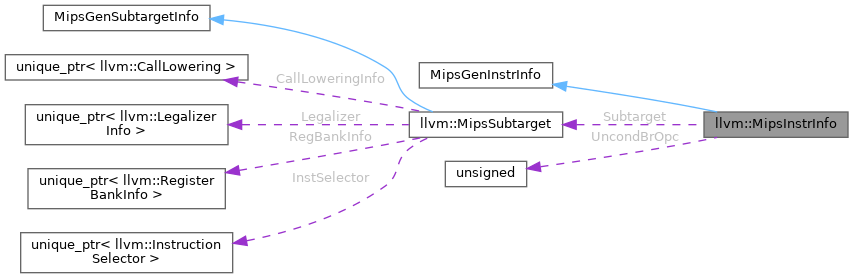 MipsGenSubtargetInfo
unique_ptr< llvm::CallLowering >
CallLoweringInfo
MipsGenInstrInfo
unique_ptr< llvm::Legalizer
Info >
Legalizer
RegBankInfo
llvm::MipsSubtarget
Subtarget
UncondBrOpc
llvm::MipsInstrInfo
unique_ptr< llvm::Register
BankInfo >
InstSelector
unsigned
unique_ptr< llvm::Instruction
Selector >